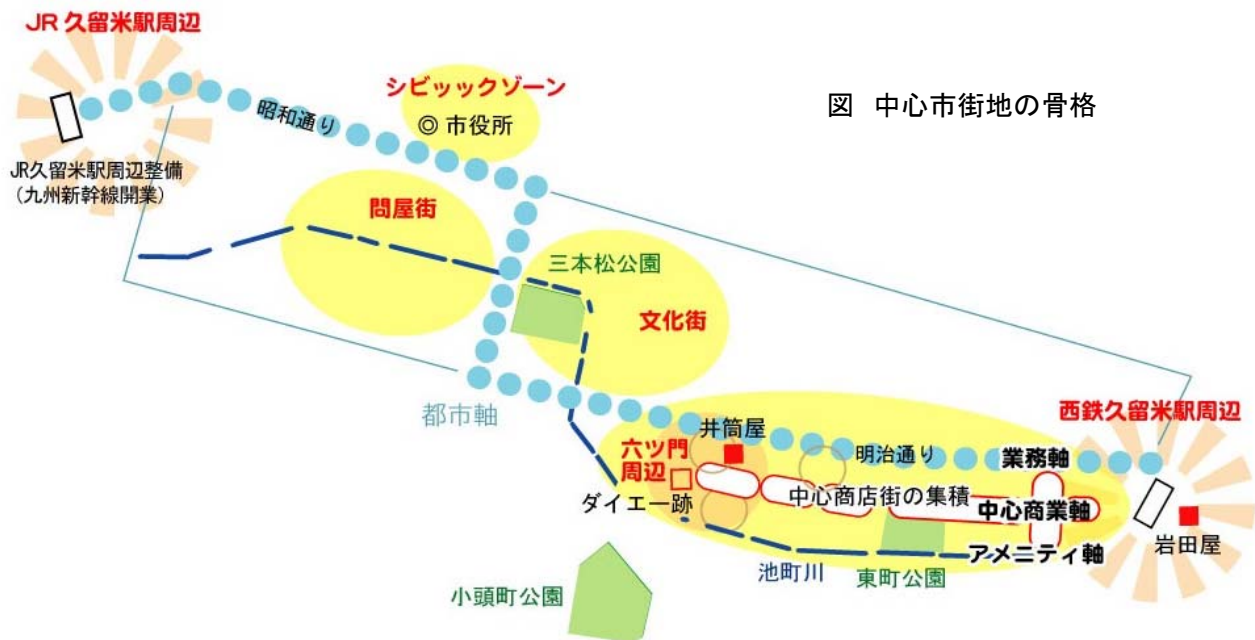 JR 久留米駅周辺
シビッックゾーン
図 中心市街地の骨格
昭和通り
◎ 市役所
JR久留米駅周辺整備
(九州新幹線開業)
問屋街
三本松公園
文化街
都市軸
西鉄久留米駅周辺
井筒屋
六ツ門
周辺
明治通り
業務軸
ダイエー跡
中心商店街の集積
中心商業軸
アメニティ軸
岩田屋
池町川
東町公園
小頭町公園